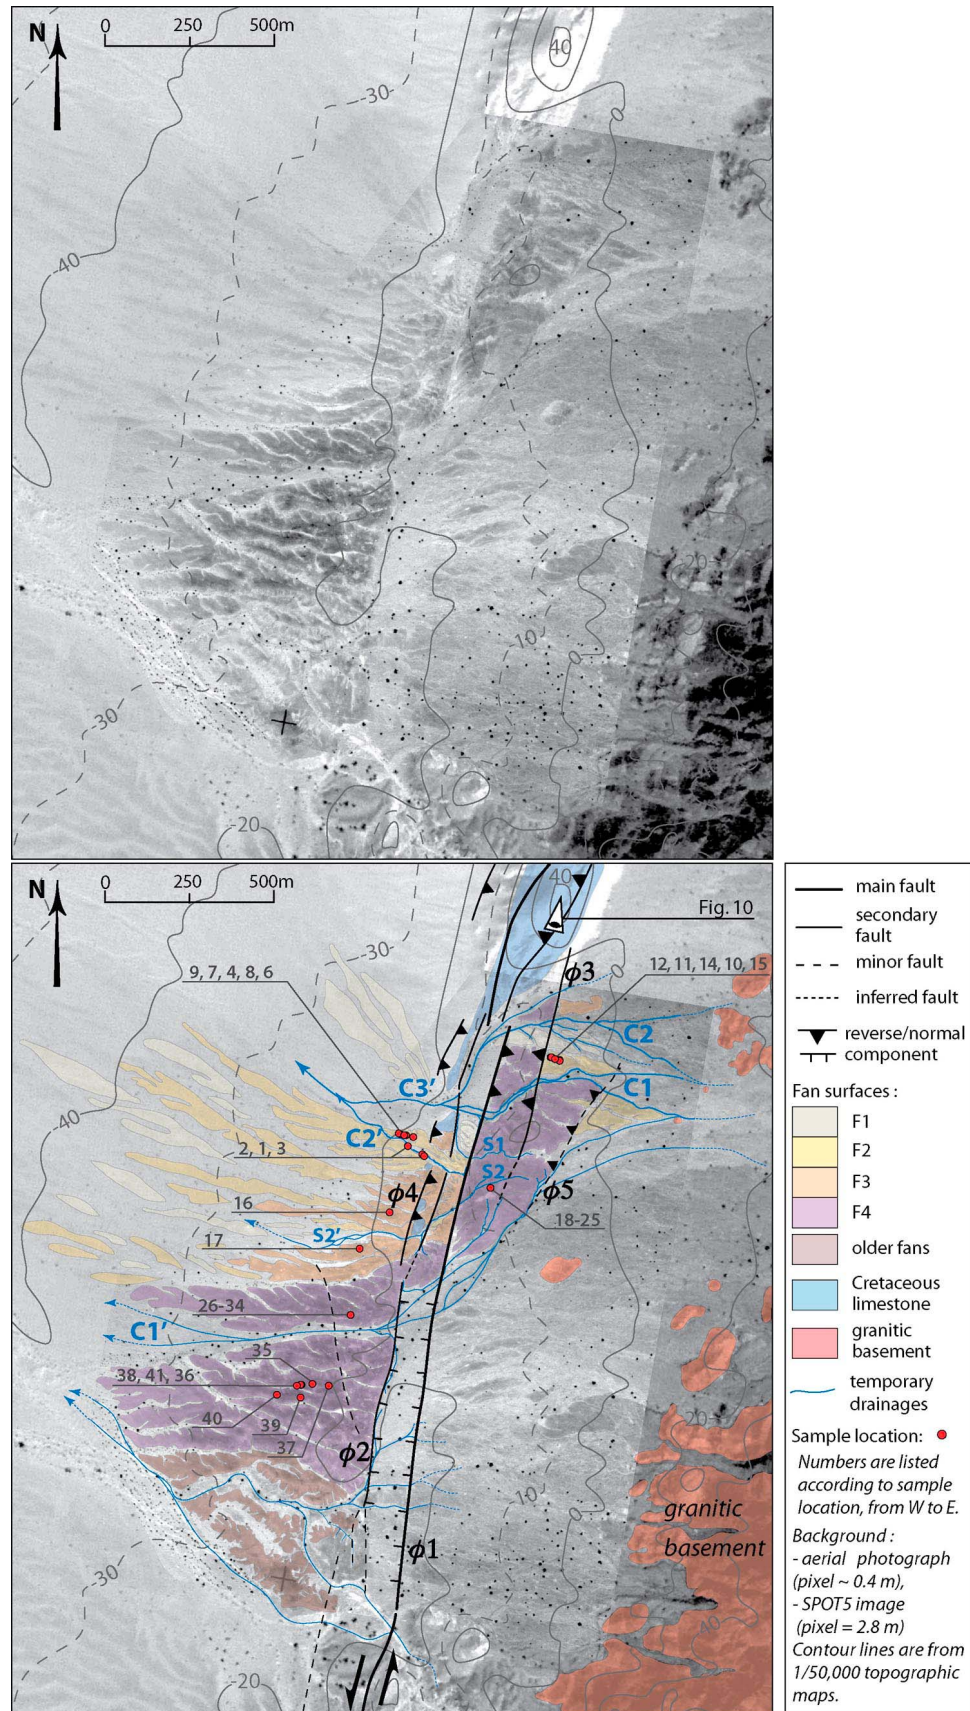 N
0 250 500m
40
-30-
0
-40
-20
-10
0
-30
-20
N
0 250 500m
40
Fig. 10
-30
9, 7, 4, 8, 6
ϕ3
0
12, 11, 14, 10, 15
C2
C3'
C1
-40
C2'
2, 1, 3
S1
S2
16
ϕ4
ϕ5
18-25
17
S2'
26-34
C1'
35
38, 41, 36
40
39
37
ϕ2
-20
-10
granitic
basement
ϕ1
-30
0
40
-20
main fault
secondary
fault
minor fault
inferred fault
reverse/normal
component
Fan surfaces :
F1
F2
F3
F4
older fans
Cretaceous
limestone
granitic
basement
temporary
drainages
Sample location:
Numbers are listed
according to sample
location, from W to E.
Background :
- aerial photograph
(pixel ~ 0.4 m),
- SPOT5 image
(pixel = 2.8 m)
Contour lines are from
1/50,000 topographic
maps.